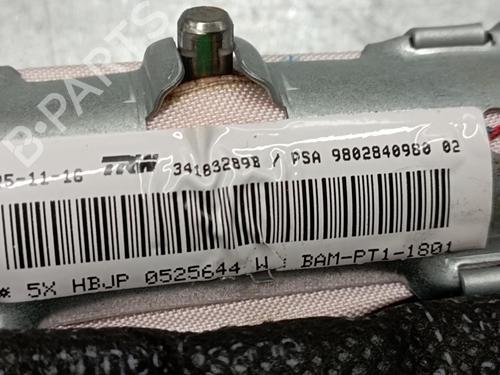 B-PARTS
05-11-16 TRW 34183289B / PSA 9802840980 02
* 5X HBJP 0525644 W : BAM-PT1-1801